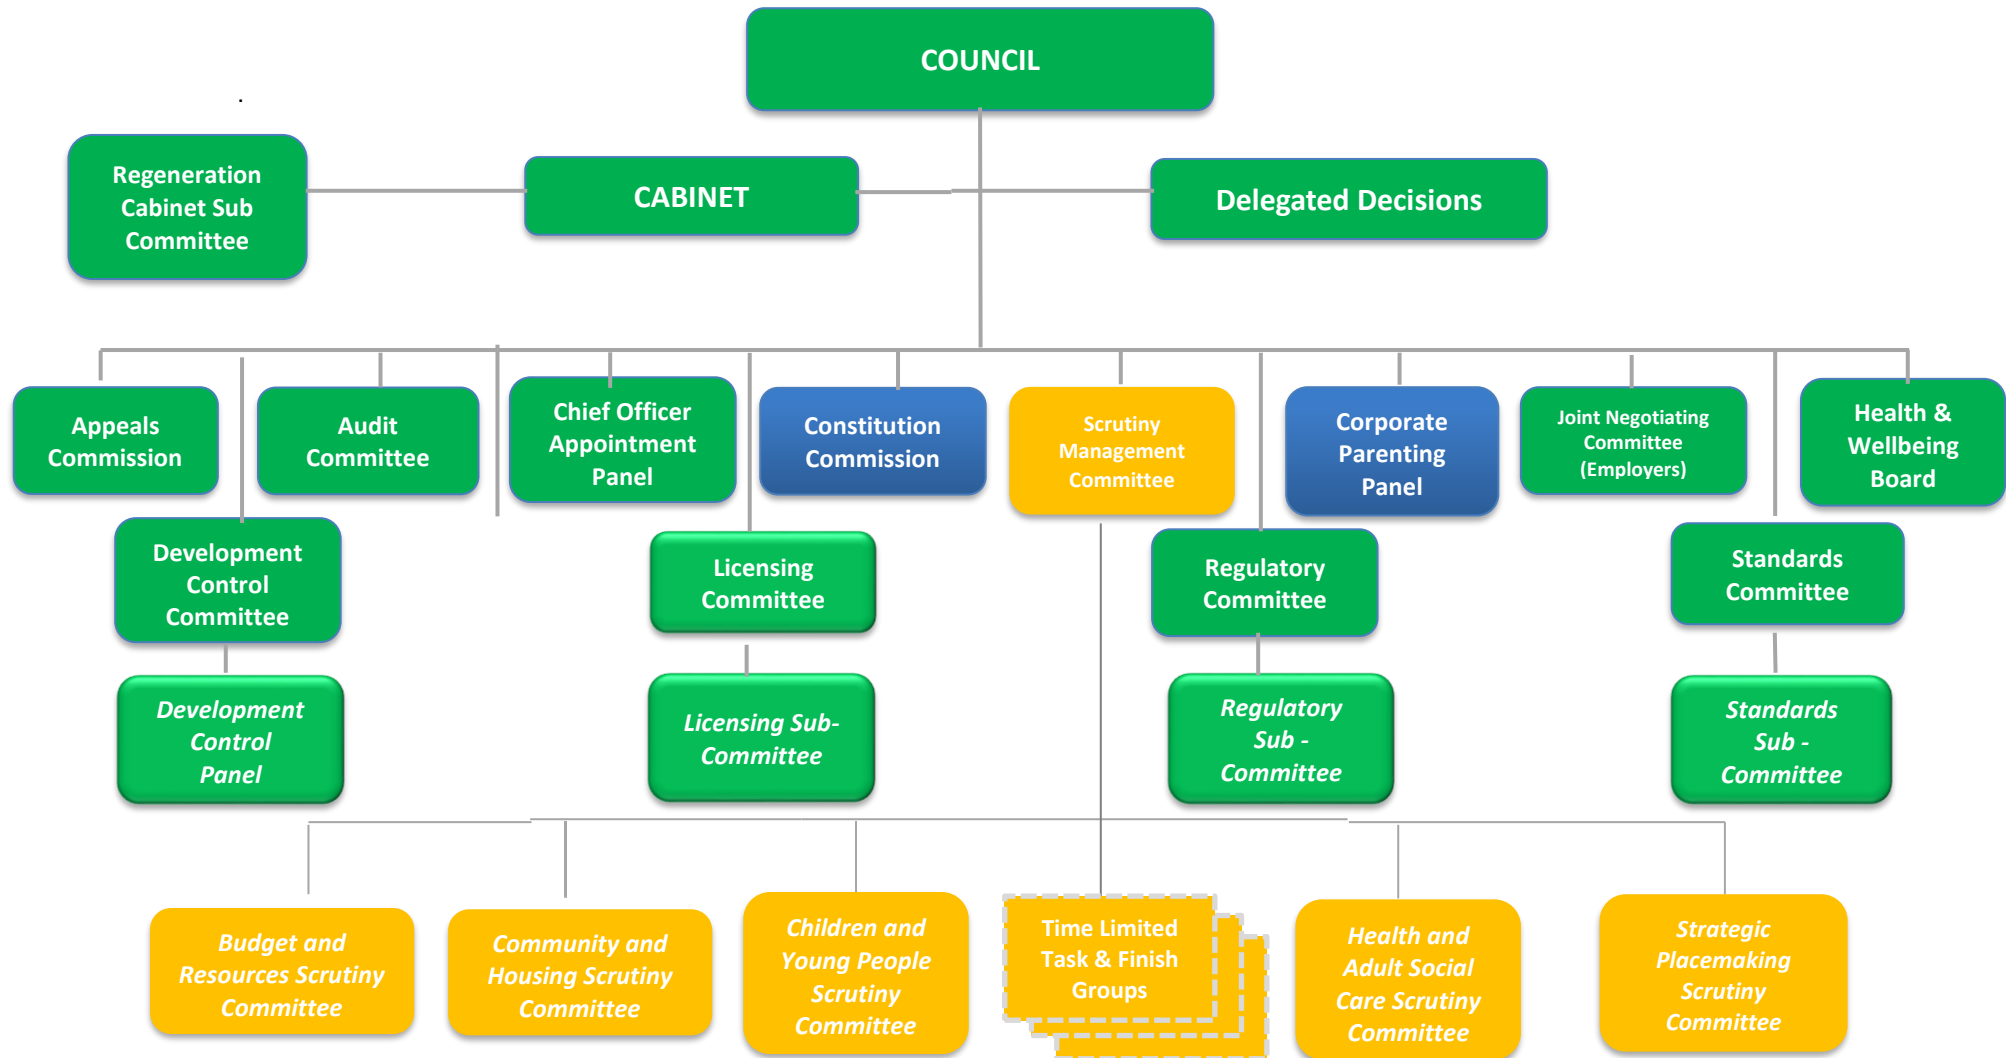 COUNCIL
.
Regeneration
Cabinet Sub
Committee
CABINET
Delegated Decisions
Appeals
Commission
Audit
Committee
Chief Officer
Appointment
Panel
Constitution
Commission
Scrutiny
Management
Committee
Corporate
Parenting
Panel
Joint Negotiating
Committee
(Employers)
Health &
Wellbeing
Board
Development
Control
Committee
Licensing
Committee
Regulatory
Committee
Standards
Committee
Development
Control
Panel
Licensing Sub-
Committee
Regulatory
Sub -
Committee
Standards
Sub -
Committee
Budget and
Resources Scrutiny
Committee
Community and
Housing Scrutiny
Committee
Children and
Young People
Scrutiny
Committee
Time Limited
Task & Finish
Groups
Health and
Adult Social
Care Scrutiny
Committee
Strategic
Placemaking
Scrutiny
Committee